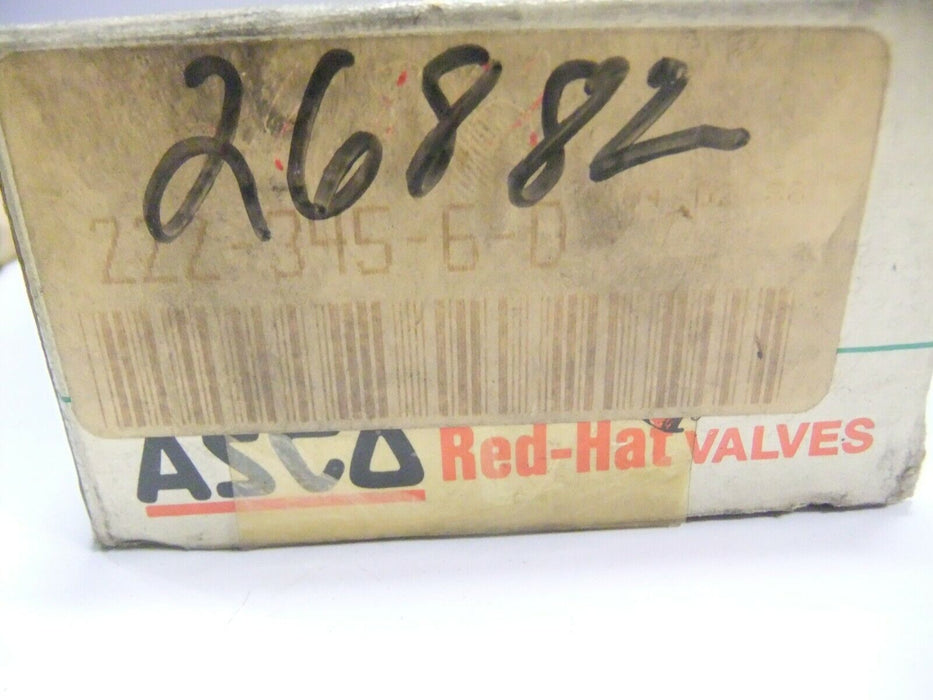 26882
222-345-6-D
ASCO Red-Hat VALVES